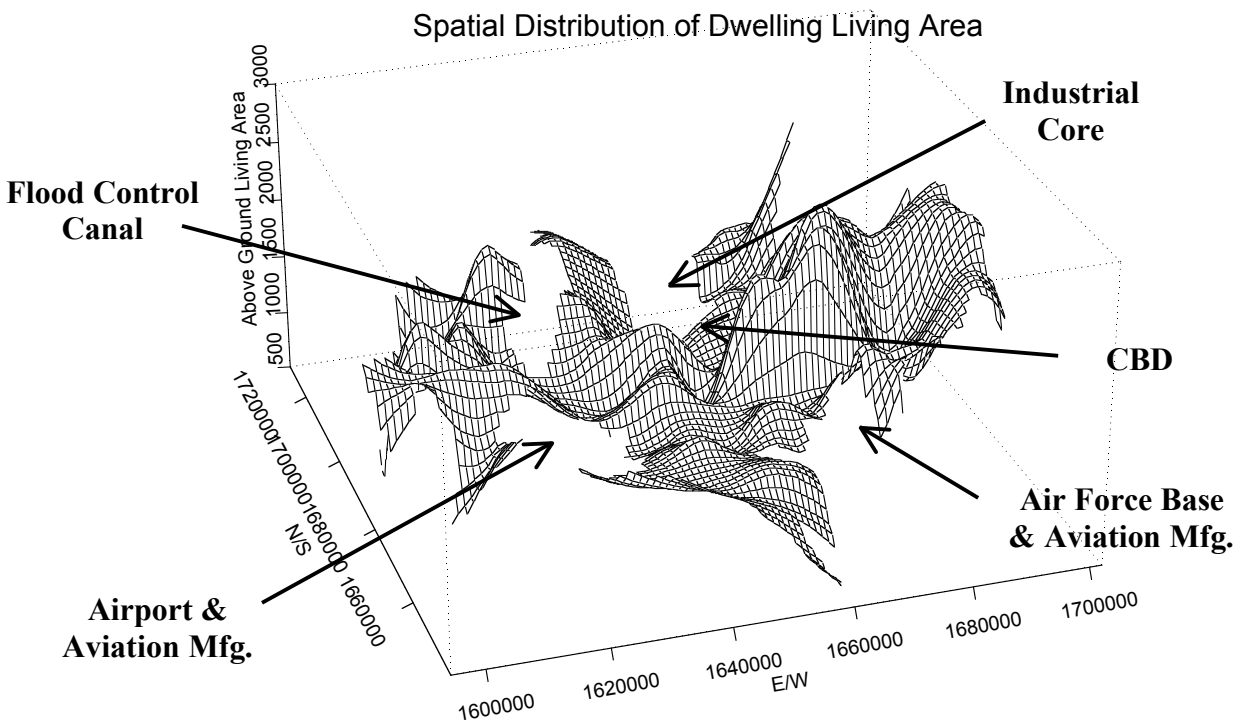 Spatial Distribution of Dwelling Living Area
Industrial
Core
Flood Control
Canal
CBD
Air Force Base
& Aviation Mfg.
Airport &
Aviation Mfg.
Above Ground Living Area
500
1000
1500
2000
2500
3000
N/S
1720000
1700000
1680000
1660000
E/W
1600000
1620000
1640000
1660000
1680000
1700000